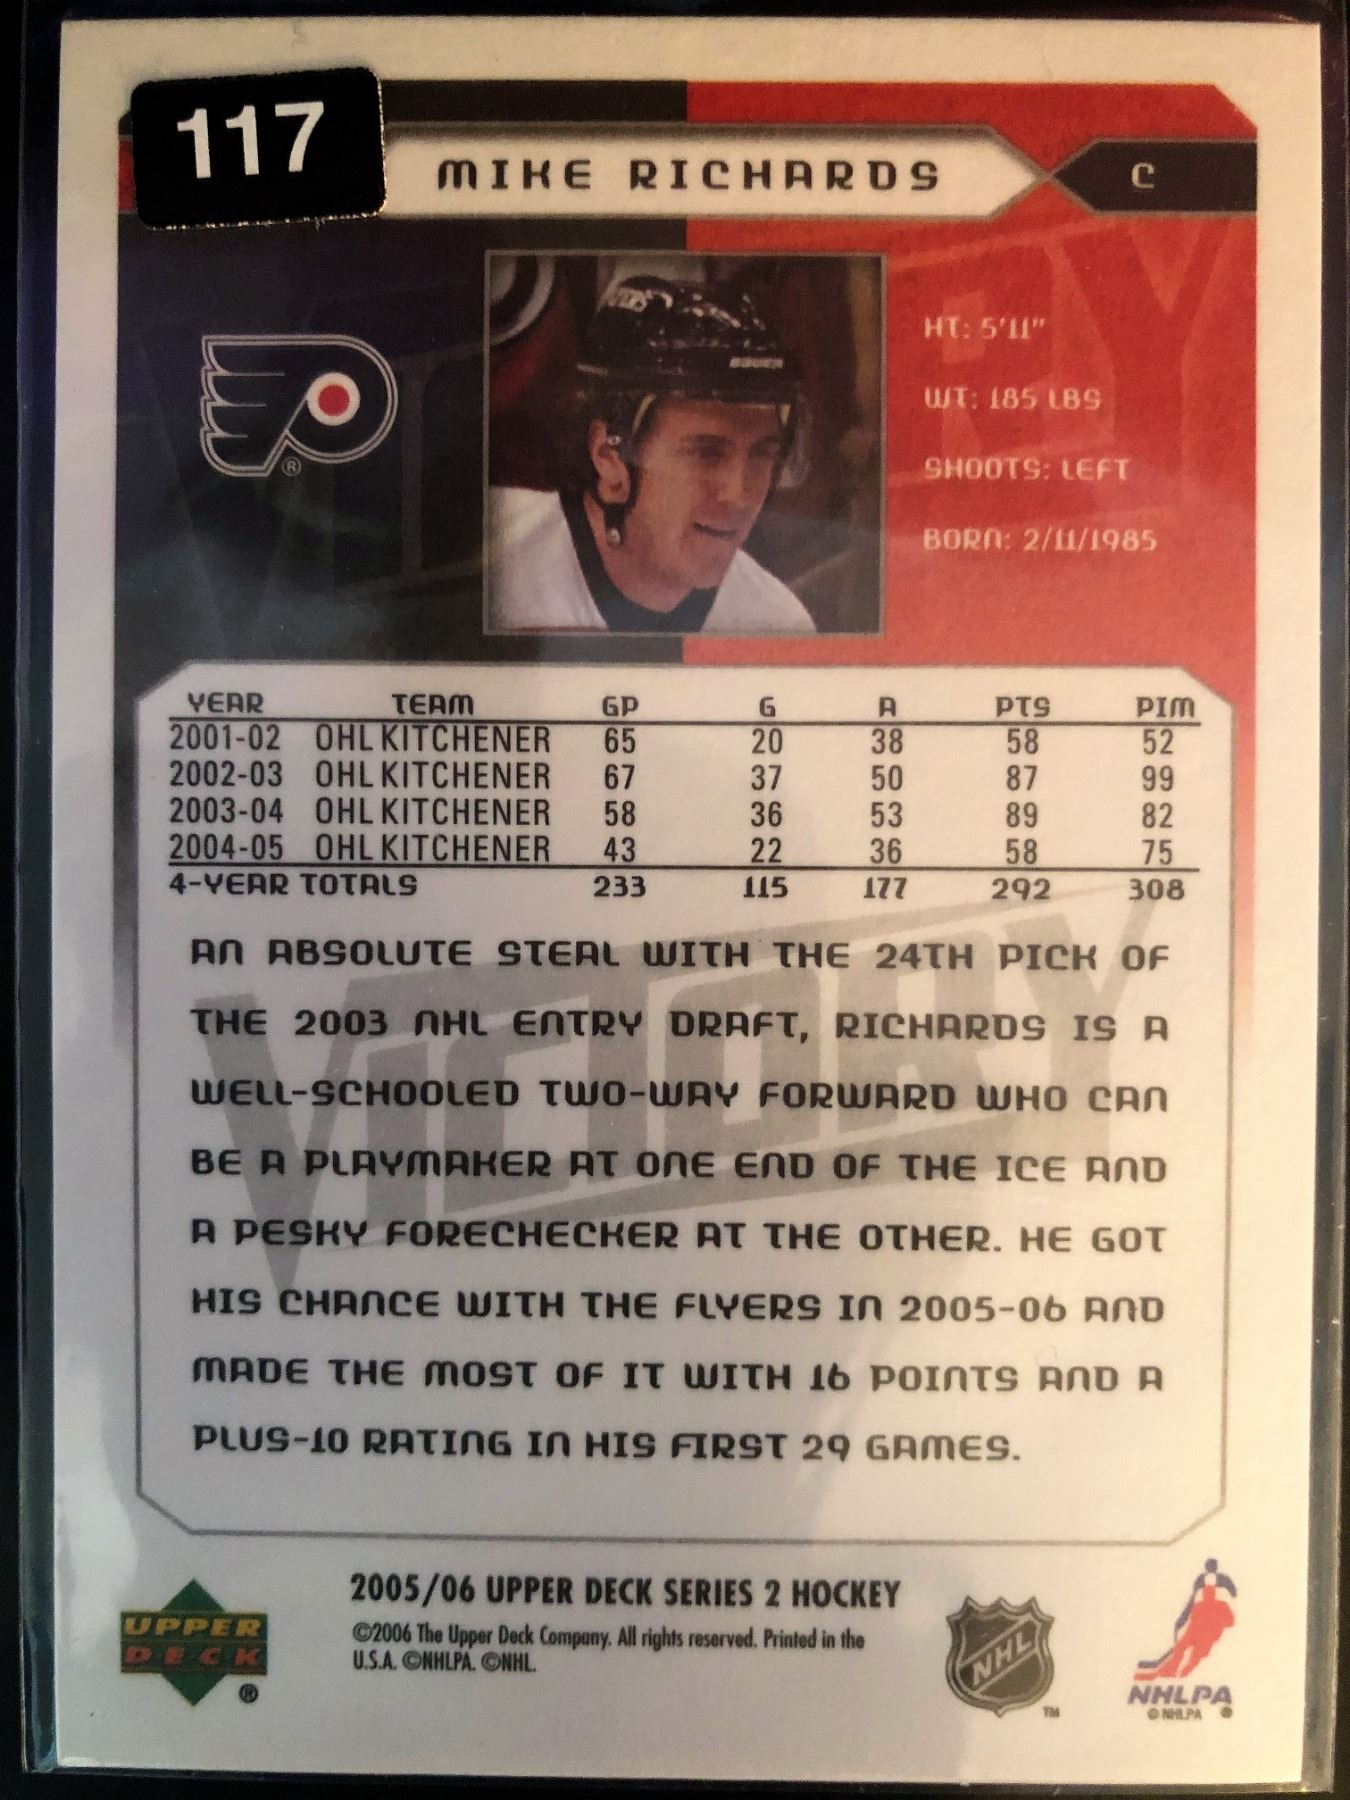 117
MIKE RICHARDS
C
HT: 5'11"
WT: 185 LBS
SHOOTS: LEFT
BORN: 2/11/1985
BAUER
®
YEAR TEAM GP G A PTS PIM
2001-02 OHL KITCHENER 65 20 38 58 52
2002-03 OHL KITCHENER 67 37 50 87 99
2003-04 OHL KITCHENER 58 36 53 89 82
2004-05 OHL KITCHENER 43 22 36 58 75
4-YEAR TOTALS 233 115 177 292 308
VICTORY
AN ABSOLUTE STEAL WITH THE 24TH PICK OF
THE 2003 NHL ENTRY DRAFT, RICHARDS IS A
WELL-SCHOOLED TWO-WAY FORWARD WHO CAN
BE A PLAYMAKER AT ONE END OF THE ICE AND
A PESKY FORECHECKER AT THE OTHER. HE GOT
HIS CHANCE WITH THE FLYERS IN 2005-06 AND
MADE THE MOST OF IT WITH 16 POINTS AND A
PLUS-10 RATING IN HIS FIRST 29 GAMES.
UPPER
DECK
®
2005/06 UPPER DECK SERIES 2 HOCKEY
©2006 The Upper Deck Company. All rights reserved. Printed in the
U.S.A. ©NHLPA. ©NHL.
NHL
TM
NHLPA
© NHLPA ®